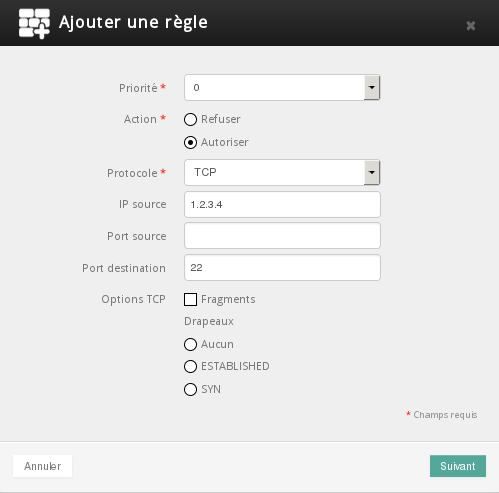 Ajouter une règle
Priorité * 0
Action * Refuser
Autoriser
Protocole * TCP
IP source 1.2.3.4
Port source
Port destination 22
Options TCP Fragments
Drapeaux
Aucun
ESTABLISHED
SYN
* Champs requis
Annuler Suivant